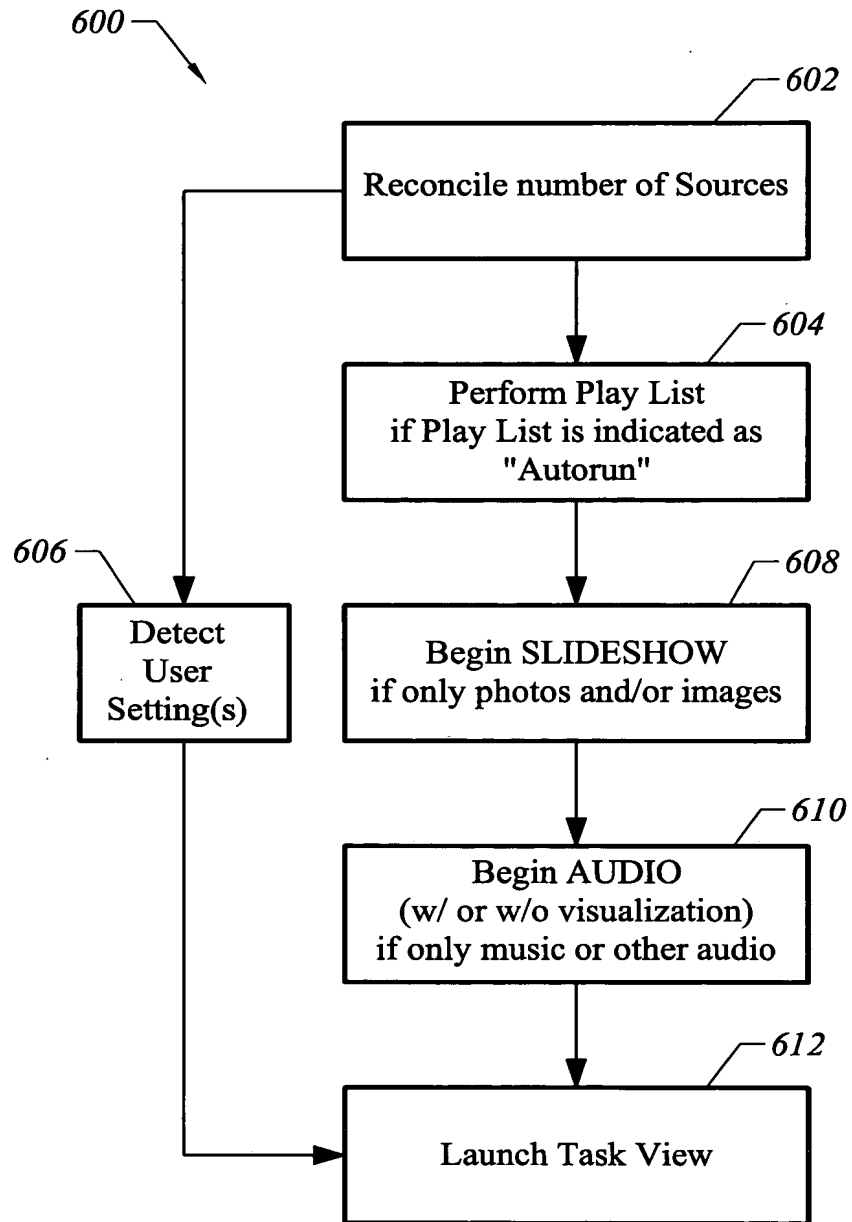 600
602
Reconcile number of Sources
604
Perform Play List
if Play List is indicated as
"Autorun"
606
Detect
User
Setting(s)
608
Begin SLIDESHOW
if only photos and/or images
610
Begin AUDIO
(w/ or w/o visualization)
if only music or other audio
612
Launch Task View